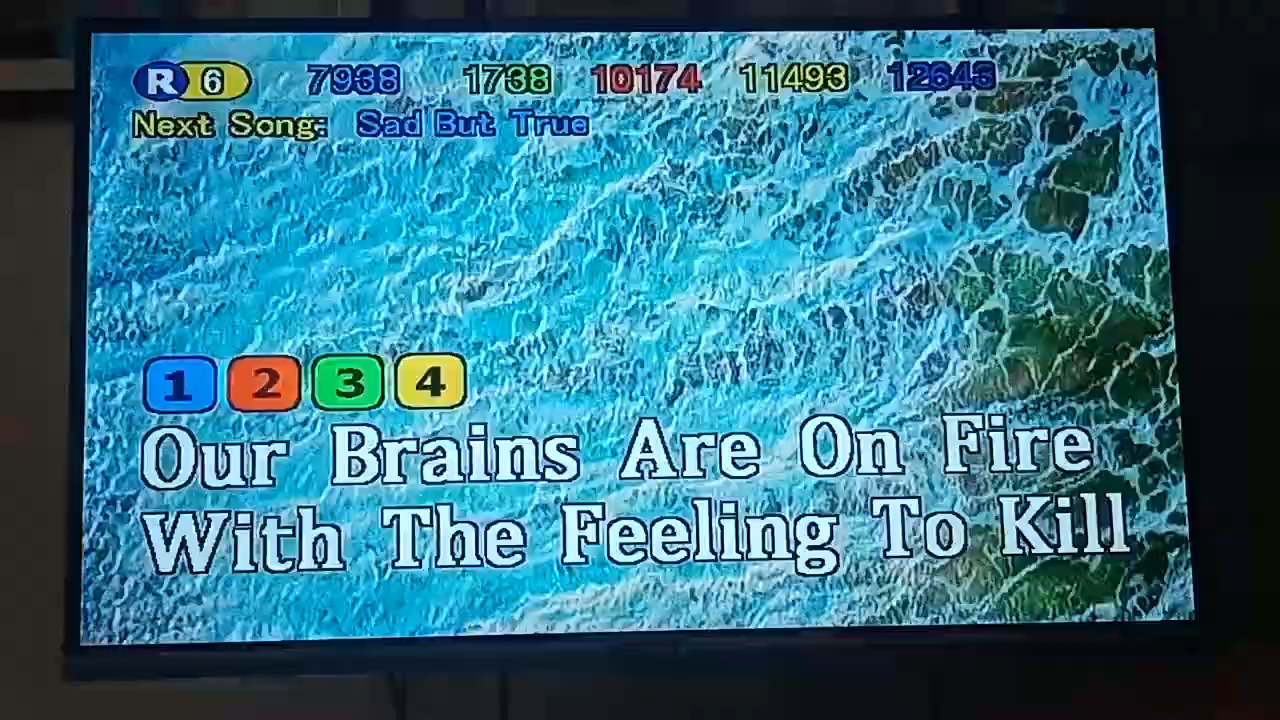 R 6 7938 1738 10174 11493 12645
Next Song: Sad But True
1 2 3 4
Our Brains Are On Fire
With The Feeling To Kill